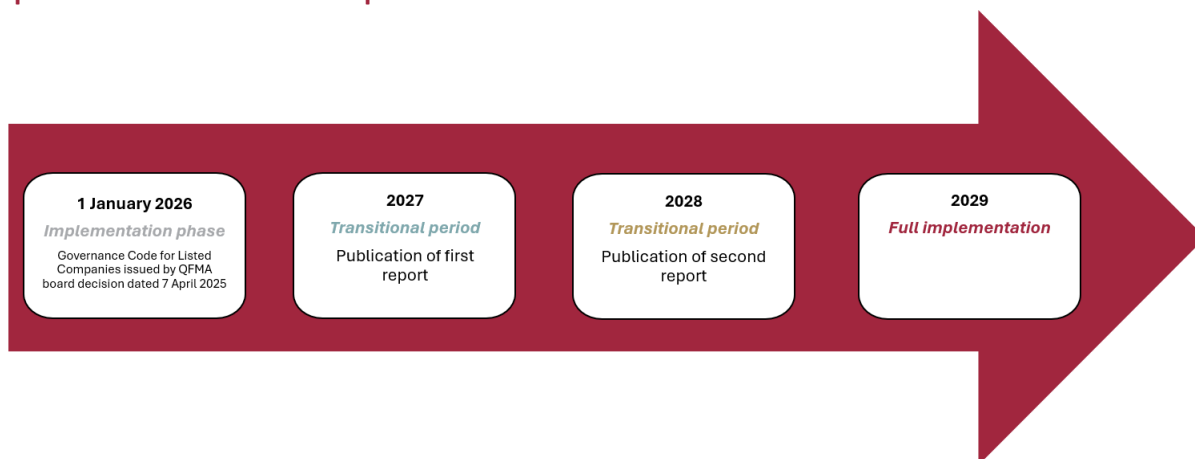 1 January 2026
Implementation phase
Governance Code for Listed
Companies issued by QFMA
board decision dated 7 April 2025
2027
Transitional period
Publication of first
report
2028
Transitional period
Publication of second
report
2029
Full implementation